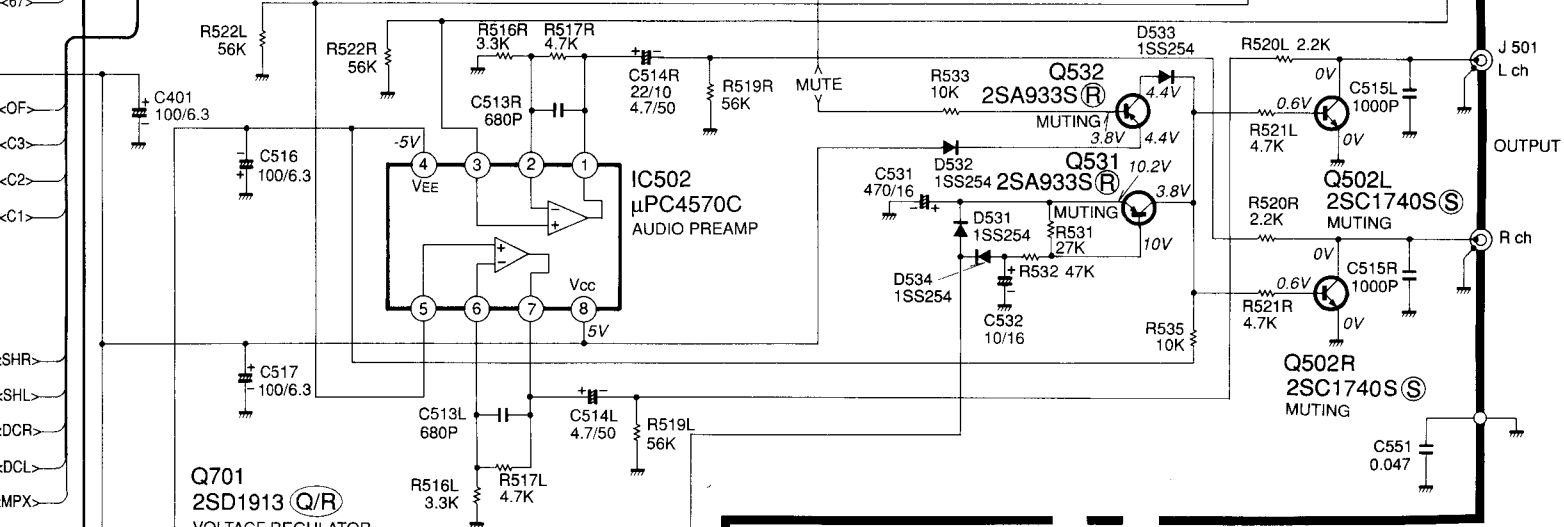 <67>
R522L
56K
R522R
56K
R516R
3.3K
R517R
4.7K
C514R
22/10
4.7/50
C513R
680P
R519R
56K
MUTE
R533
10K
D533
1SS254
Q532
2SA933S Ⓡ
MUTING
4.4V
3.8V
4.4V
R520L 2.2K
0V
C515L
1000P
J 501
L ch
0.6V
R521L
4.7K
0V
OUTPUT
<OF>
<C3>
<C2>
<C1>
C401
100/6.3
C516
100/6.3
-5V
4
3
2
1
VEE
IC502
μPC4570C
AUDIO PREAMP
VCC
5
6
7
8
5V
D532
1SS254
Q531
2SA933S Ⓡ
MUTING
10.2V
3.8V
10V
C531
470/16
D531
1SS254
R531
27K
R532 47K
D534
1SS254
C532
10/16
Q502L
2SC1740S Ⓢ
MUTING
R520R
2.2K
R ch
0V
C515R
1000P
0.6V
R521R
4.7K
0V
R535
10K
Q502R
2SC1740S Ⓢ
MUTING
SHR>
<SHL>
<DCR>
<DCL>
MPX>
C517
100/6.3
C513L
680P
C514L
4.7/50
R519L
56K
R516L
3.3K
R517L
4.7K
C551
0.047
Q701
2SD1913 Q/R
VOLTAGE REGULATOR